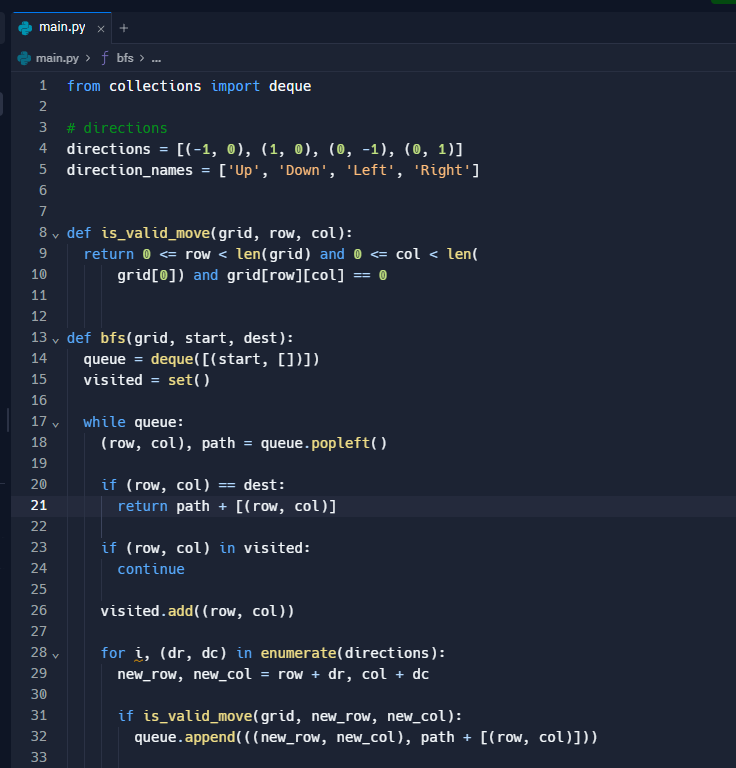 main.py × +
main.py > ƒ bfs > ...
1 from collections import deque
2
3 # directions
4 directions = [(-1, 0), (1, 0), (0, -1), (0, 1)]
5 direction_names = ['Up', 'Down', 'Left', 'Right']
6
7
8 def is_valid_move(grid, row, col):
9   return 0 <= row < len(grid) and 0 <= col < len(
10       grid[0]) and grid[row][col] == 0
11
12
13 def bfs(grid, start, dest):
14   queue = deque([(start, [])])
15   visited = set()
16
17   while queue:
18     (row, col), path = queue.popleft()
19
20     if (row, col) == dest:
21       return path + [(row, col)]
22
23     if (row, col) in visited:
24       continue
25
26     visited.add((row, col))
27
28     for i, (dr, dc) in enumerate(directions):
29       new_row, new_col = row + dr, col + dc
30
31       if is_valid_move(grid, new_row, new_col):
32         queue.append(((new_row, new_col), path + [(row, col)]))
33